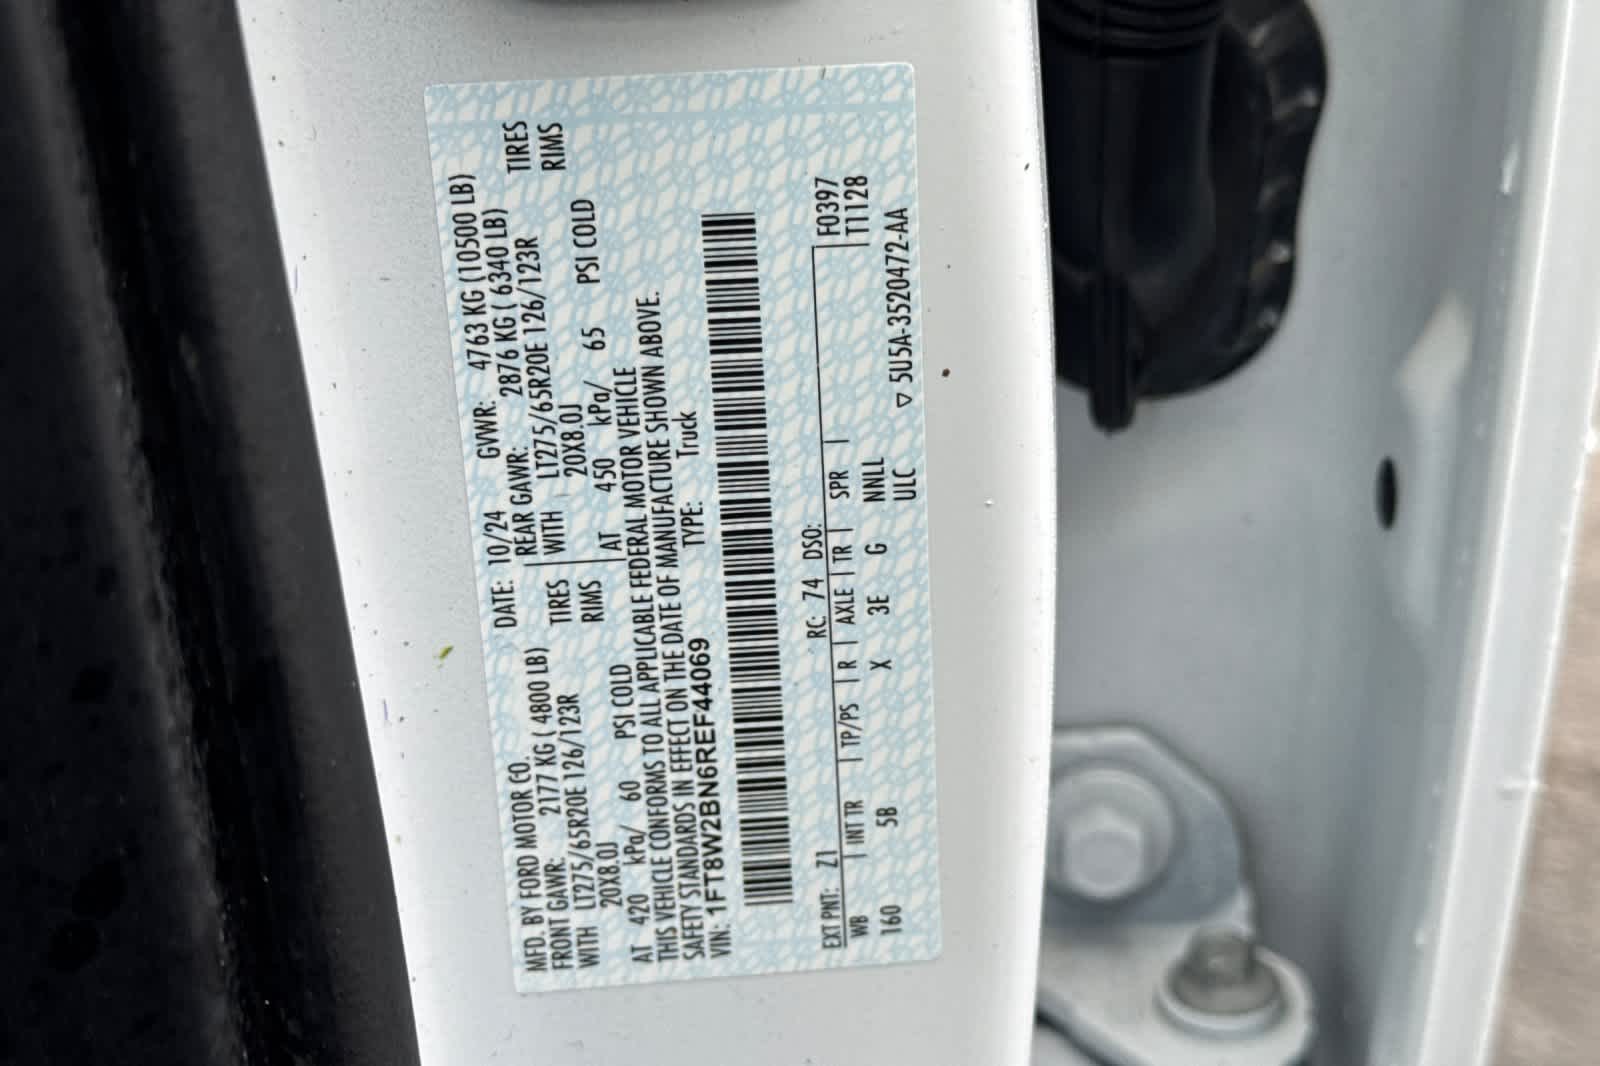 MFD. BY FORD MOTOR CO.
DATE: 10/24 GVWR: 4763 KG (10500 LB)
FRONT GAWR: 2177 KG ( 4800 LB) REAR GAWR: 2876 KG ( 6340 LB)
WITH LT275/65R20E 126/123R TIRES WITH LT275/65R20E 126/123R TIRES
20X8.0J RIMS 20X8.0J RIMS
AT 420 kPa/ 60 PSI COLD AT 450 kPa/ 65 PSI COLD
THIS VEHICLE CONFORMS TO ALL APPLICABLE FEDERAL MOTOR VEHICLE
SAFETY STANDARDS IN EFFECT ON THE DATE OF MANUFACTURE SHOWN ABOVE.
VIN: 1FT8W2BN6REF44069 TYPE: Truck
EXT PNT: Z1 RC: 74 DSO: F0397
WB INT TR TP/PS R AXLE TR SPR T1128
160 5B X 3E G NNLL
ULC ▽ 5U5A-3520472-AA